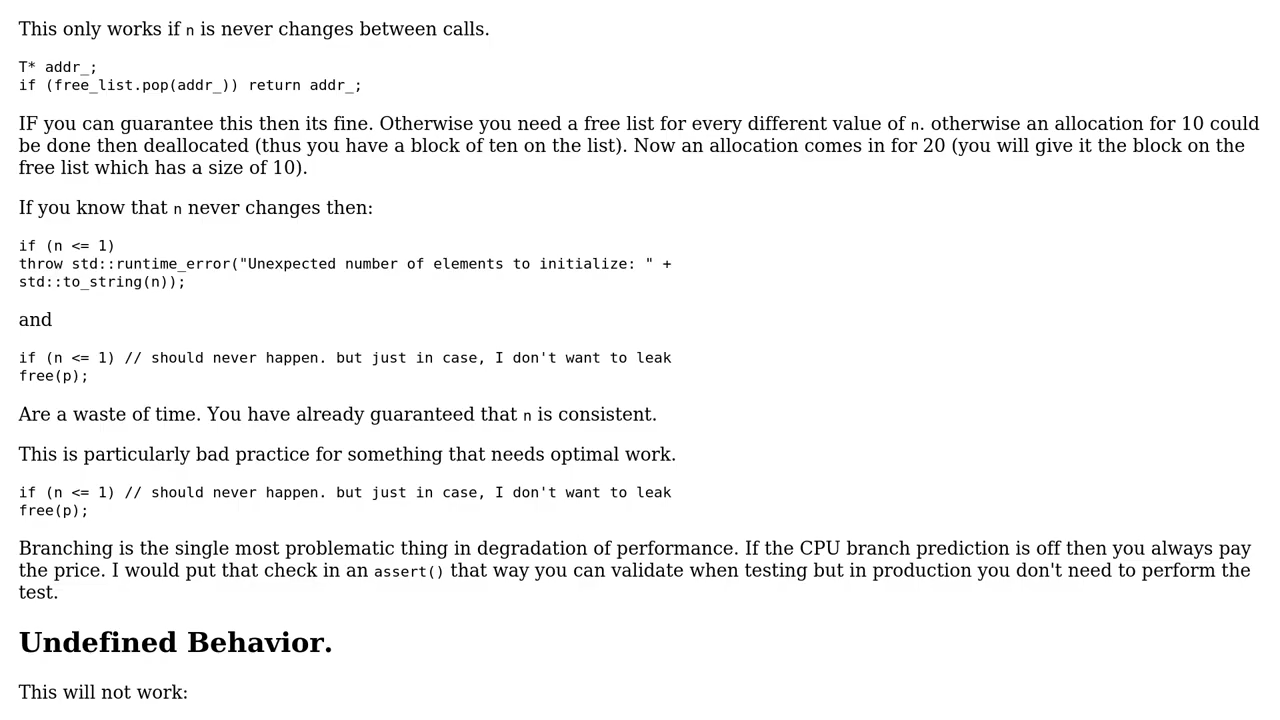 This only works if n is never changes between calls.
T* addr_;
if (free_list.pop(addr_)) return addr_;
IF you can guarantee this then its fine. Otherwise you need a free list for every different value of n. otherwise an allocation for 10 could
be done then deallocated (thus you have a block of ten on the list). Now an allocation comes in for 20 (you will give it the block on the
free list which has a size of 10).
If you know that n never changes then:
if (n <= 1)
throw std::runtime_error("Unexpected number of elements to initialize: " +
std::to_string(n));
and
if (n <= 1) // should never happen. but just in case, I don't want to leak
free(p);
Are a waste of time. You have already guaranteed that n is consistent.
This is particularly bad practice for something that needs optimal work.
if (n <= 1) // should never happen. but just in case, I don't want to leak
free(p);
Branching is the single most problematic thing in degradation of performance. If the CPU branch prediction is off then you always pay
the price. I would put that check in an assert() that way you can validate when testing but in production you don't need to perform the
test.
Undefined Behavior.
This will not work: